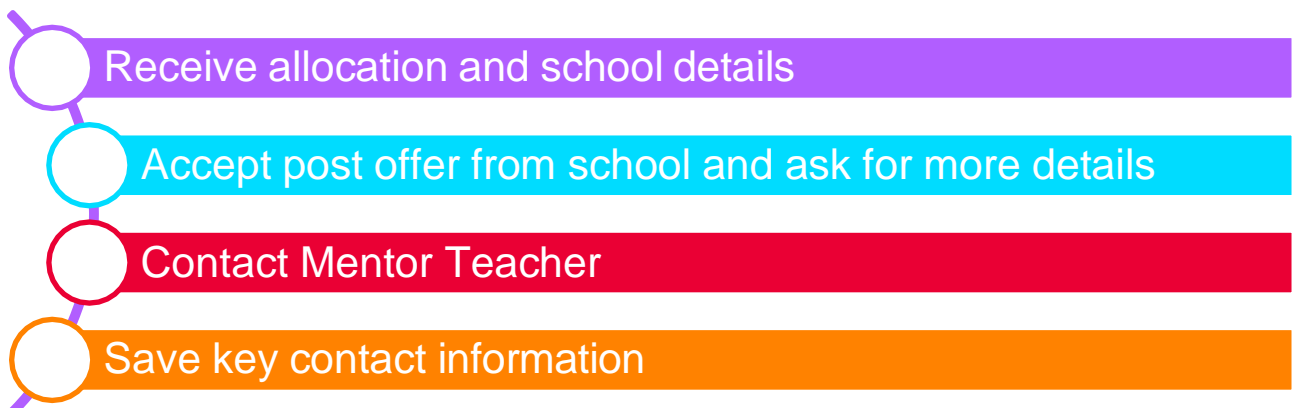 Receive allocation and school details
Accept post offer from school and ask for more details
Contact Mentor Teacher
Save key contact information